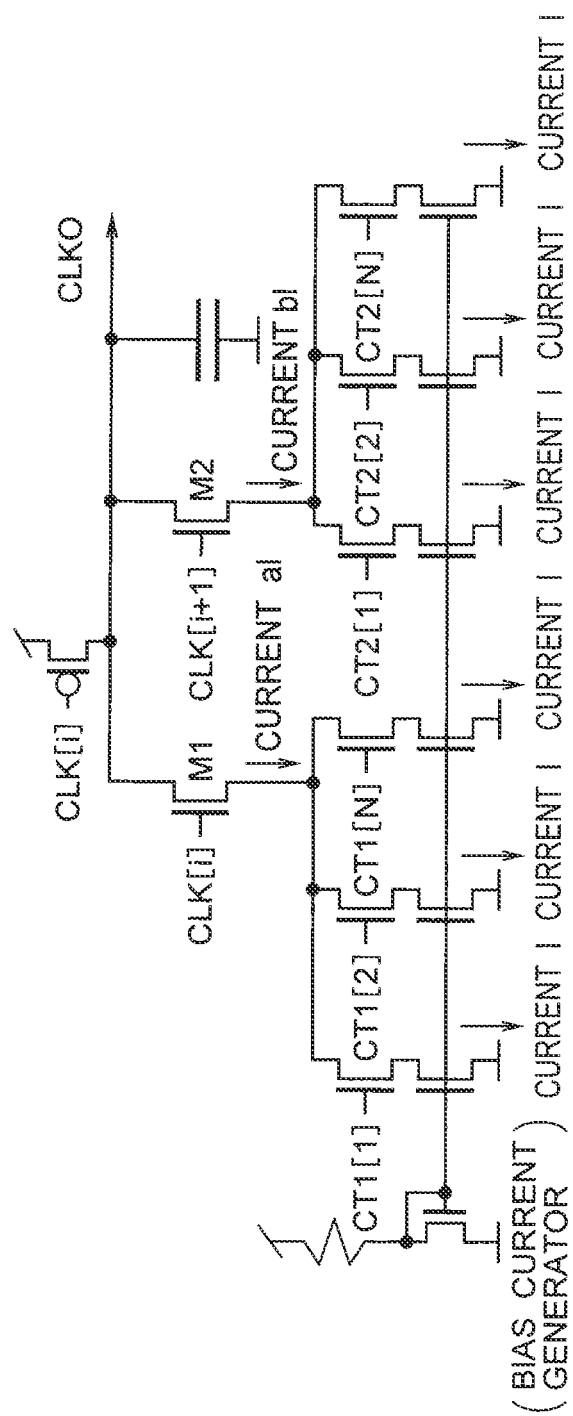 CLK[i]
CLKO
CLK[i]
M1
CLK[i+1]
M2
CURRENT aI
CURRENT bI
CT1[1]
CT1[2]
CT1[N]
CT2[1]
CT2[2]
CT2[N]
( BIAS CURRENT
GENERATOR )
CURRENT I
CURRENT I
CURRENT I
CURRENT I
CURRENT I
CURRENT I